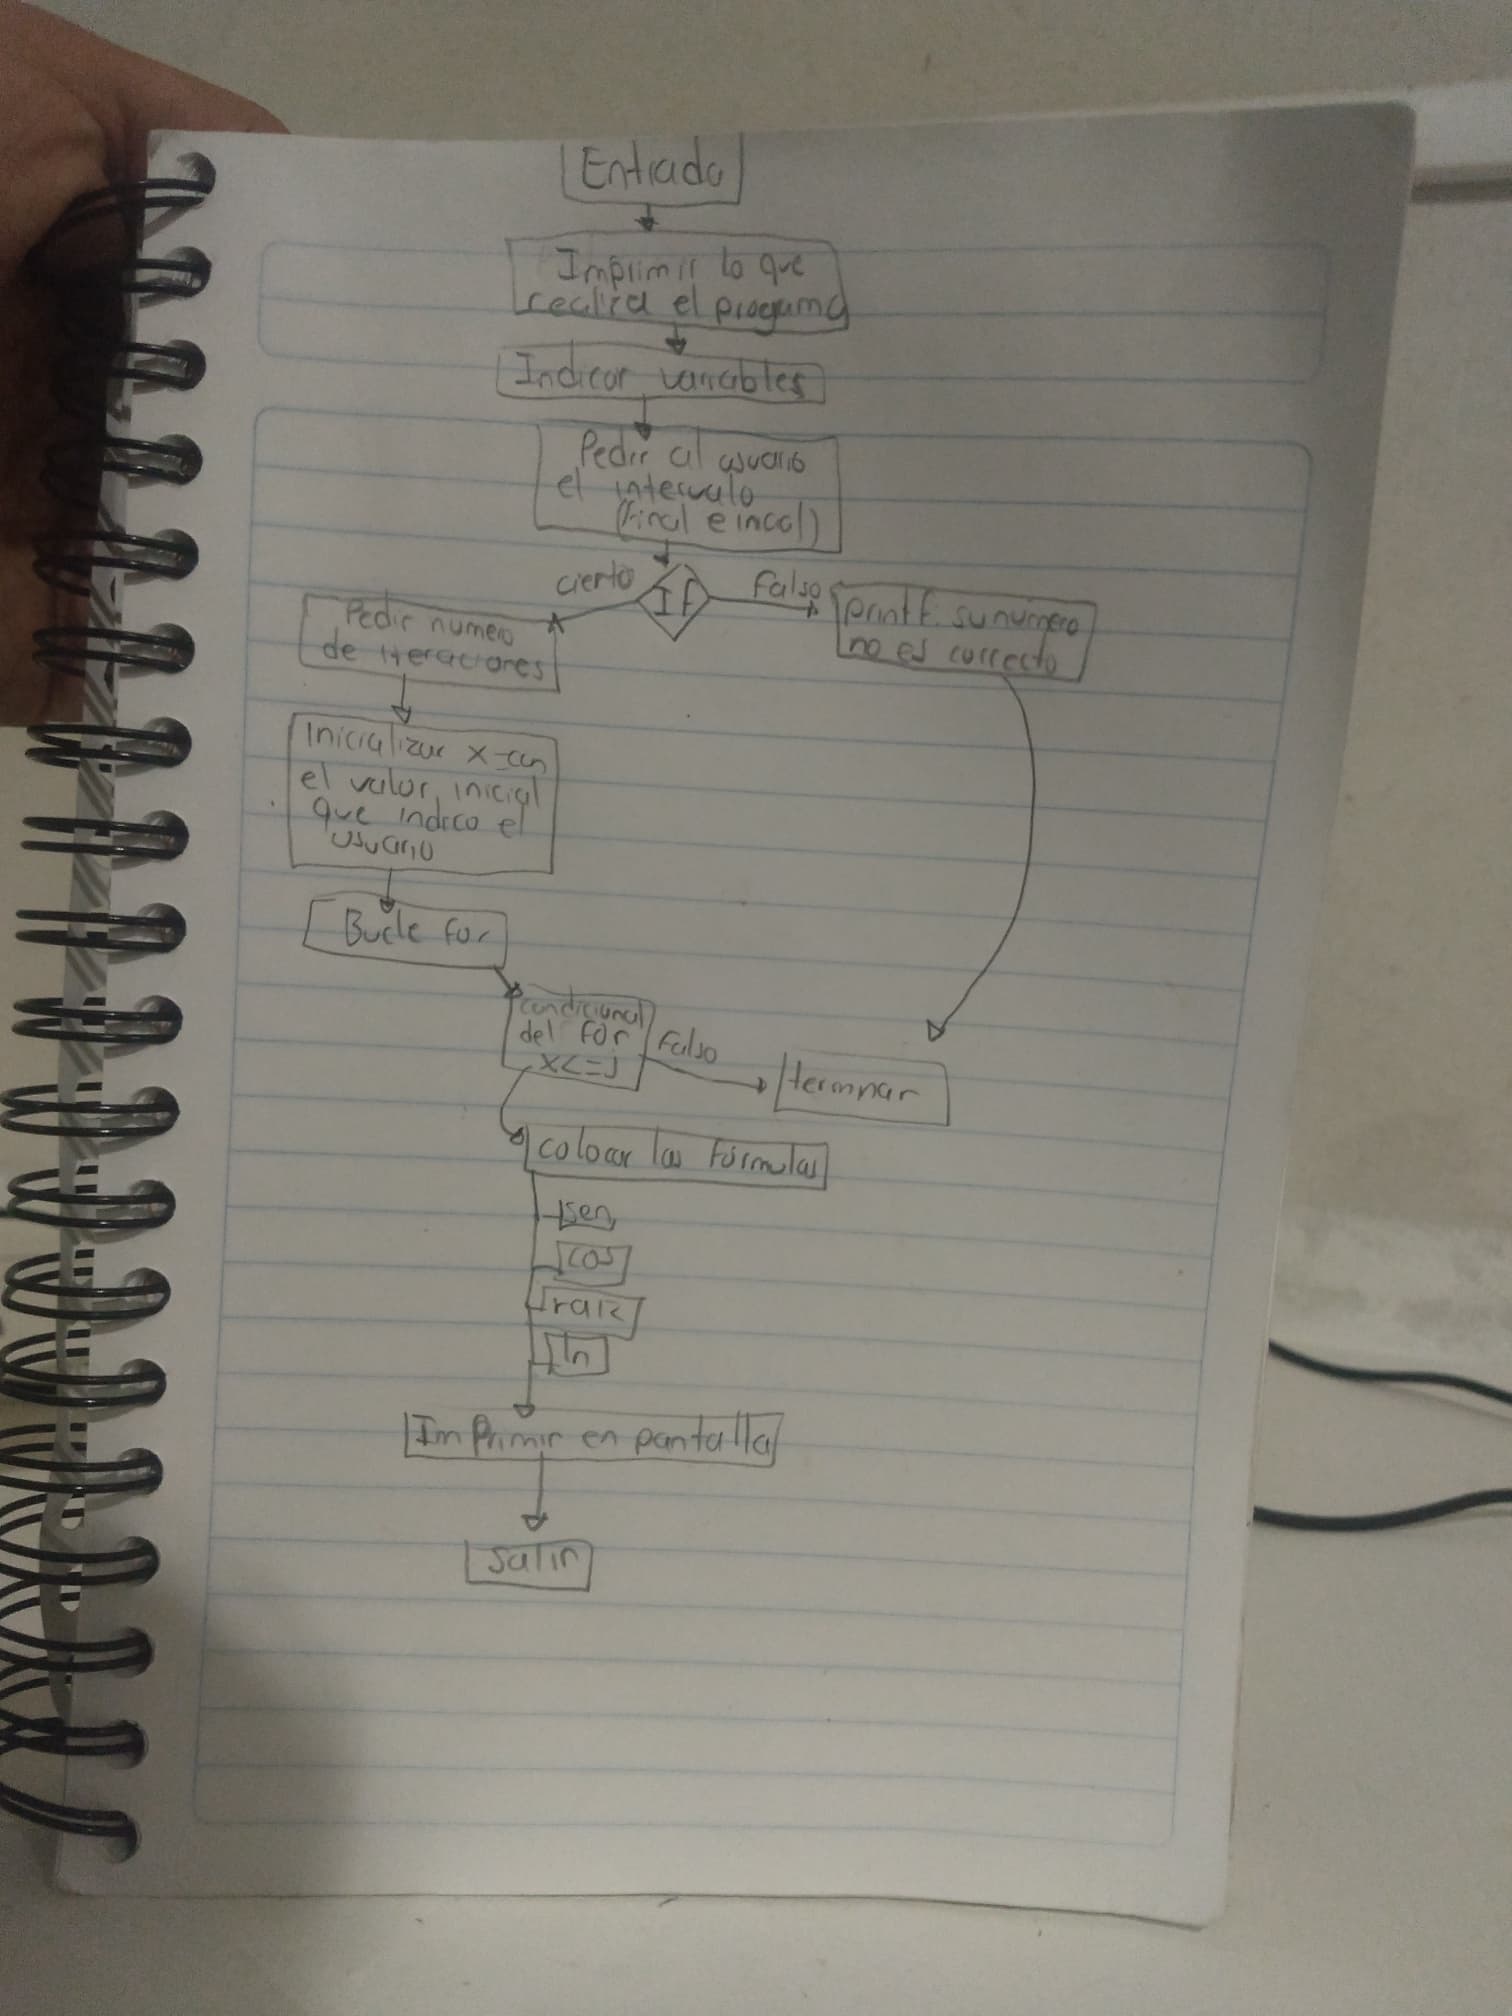 Entrada
Imprimir lo que
realiza el programa
Indicar variables
Pedir al usuario
el intervalo
(final e incial)
If
cierto
Falso
Pedir numero
de iteraciones
printf: su numero
no es correcto
Inicializar x=con
el valor inicial
que indico el
usuario
Bucle for
condicional
del for
x<=J
Falso
terminar
colocar las fórmulas
sen
cos
raiz
ln
Imprimir en pantalla
salir